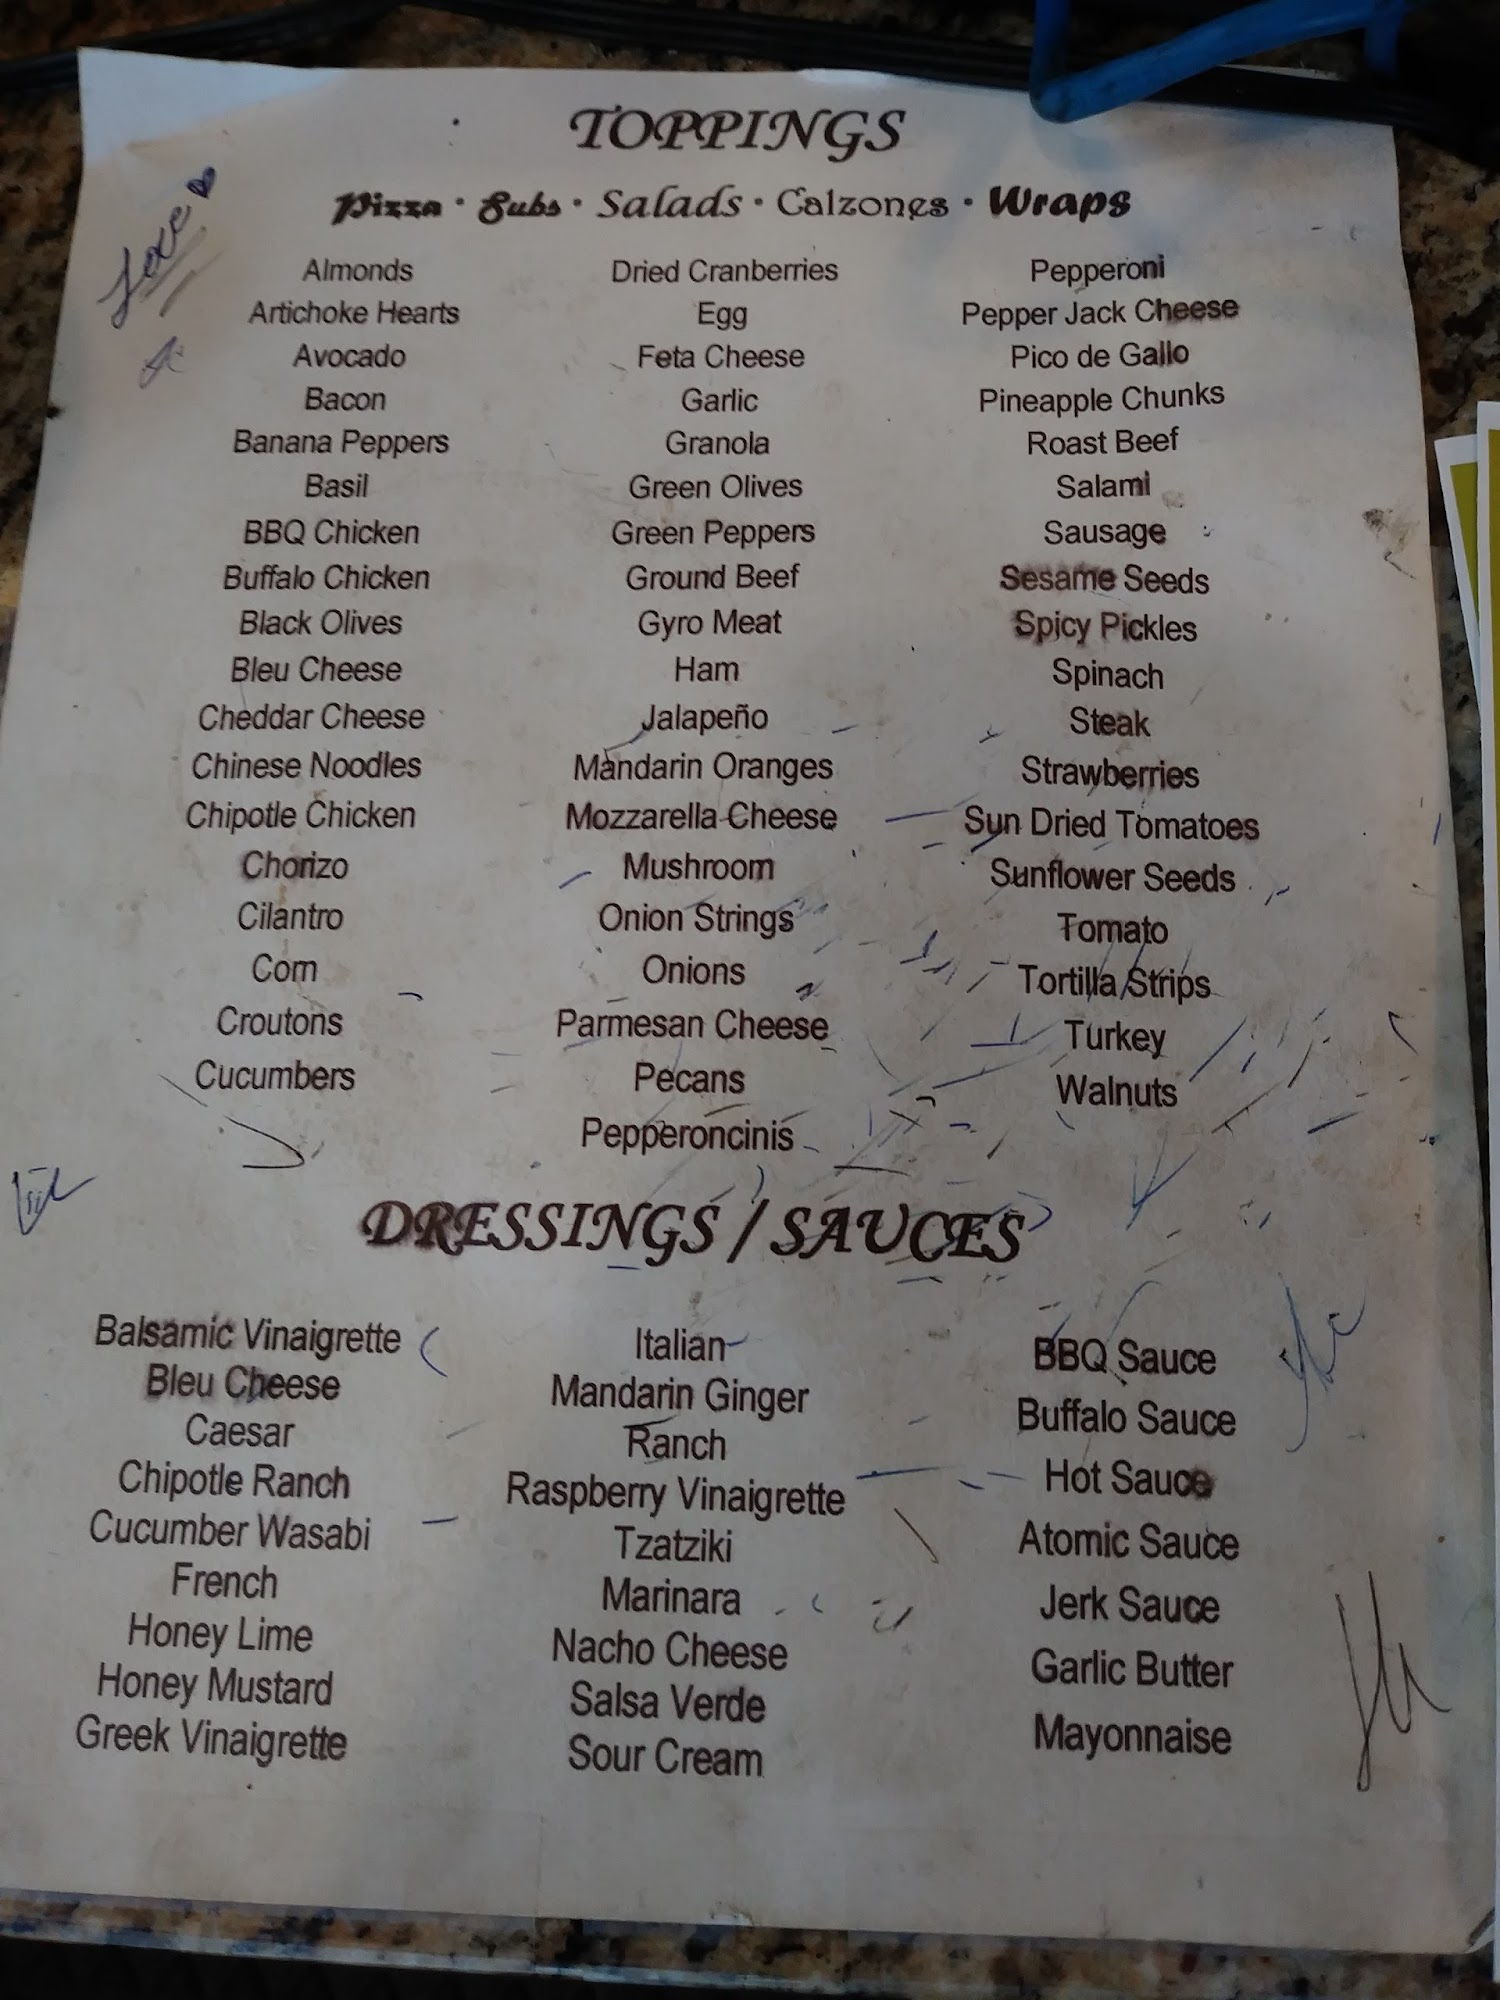 TOPPINGS
Pizza · Subs · Salads · Calzones · Wraps
Love
Almonds
Artichoke Hearts
Avocado
Bacon
Banana Peppers
Basil
BBQ Chicken
Buffalo Chicken
Black Olives
Bleu Cheese
Cheddar Cheese
Chinese Noodles
Chipotle Chicken
Chorizo
Cilantro
Corn
Croutons
Cucumbers
Dried Cranberries
Egg
Feta Cheese
Garlic
Granola
Green Olives
Green Peppers
Ground Beef
Gyro Meat
Ham
Jalapeño
Mandarin Oranges
Mozzarella Cheese
Mushroom
Onion Strings
Onions
Parmesan Cheese
Pecans
Pepperoncinis
Pepperoni
Pepper Jack Cheese
Pico de Gallo
Pineapple Chunks
Roast Beef
Salami
Sausage
Sesame Seeds
Spicy Pickles
Spinach
Steak
Strawberries
Sun Dried Tomatoes
Sunflower Seeds
Tomato
Tortilla Strips
Turkey
Walnuts
DRESSINGS / SAUCES
Balsamic Vinaigrette
Bleu Cheese
Caesar
Chipotle Ranch
Cucumber Wasabi
French
Honey Lime
Honey Mustard
Greek Vinaigrette
Italian
Mandarin Ginger
Ranch
Raspberry Vinaigrette
Tzatziki
Marinara
Nacho Cheese
Salsa Verde
Sour Cream
BBQ Sauce
Buffalo Sauce
Hot Sauce
Atomic Sauce
Jerk Sauce
Garlic Butter
Mayonnaise